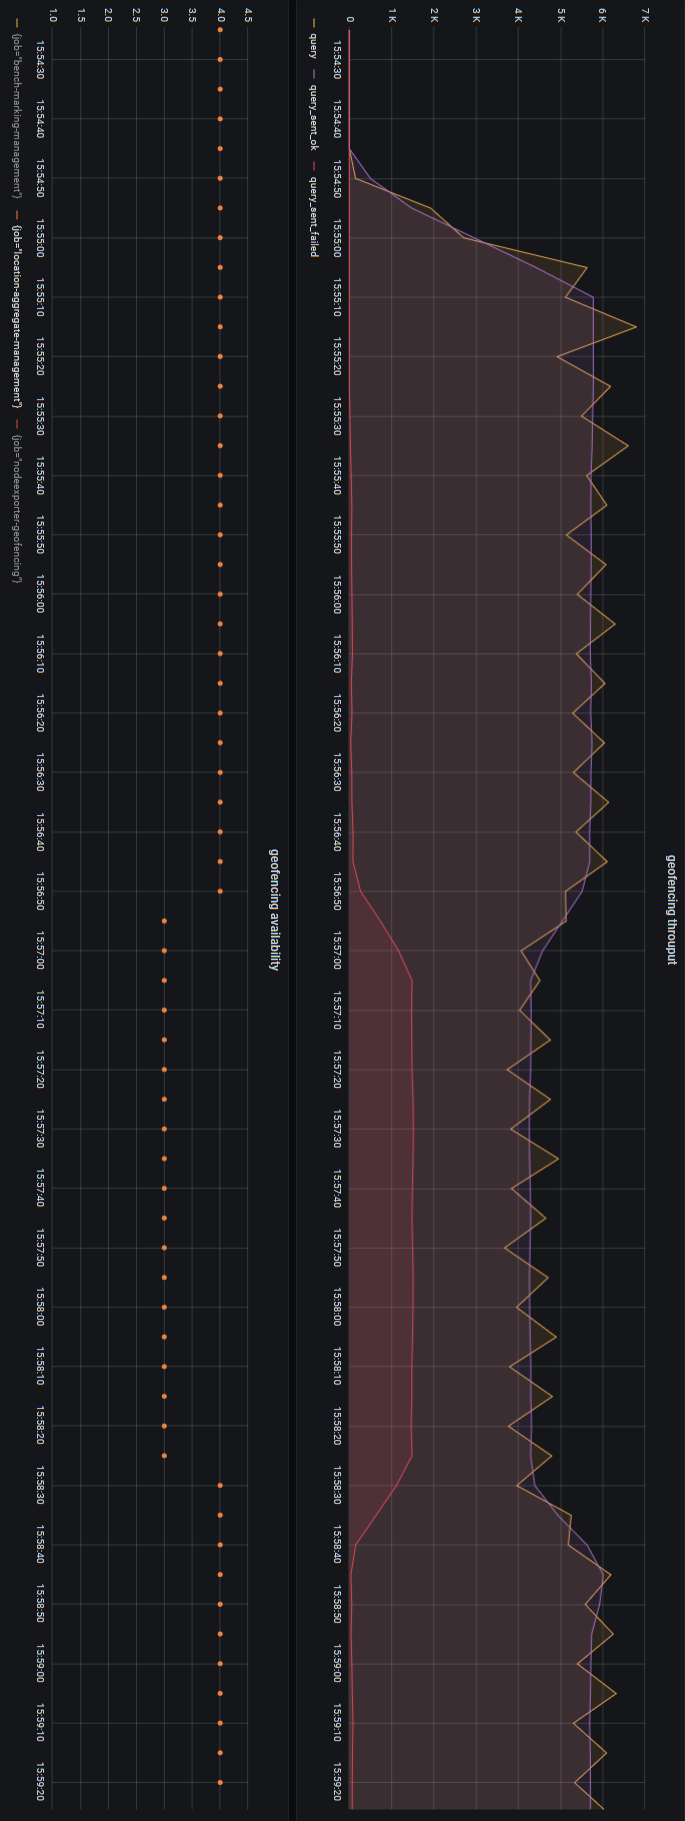 geofencing throuput
7K
6K
5K
4K
3K
2K
1K
0
15:54:30 15:54:40 15:54:50 15:55:00 15:55:10 15:55:20 15:55:30 15:55:40 15:55:50 15:56:00 15:56:10 15:56:20 15:56:30 15:56:40 15:56:50 15:57:00 15:57:10 15:57:20 15:57:30 15:57:40 15:57:50 15:58:00 15:58:10 15:58:20 15:58:30 15:58:40 15:58:50 15:59:00 15:59:10 15:59:20
query query_sent_ok query_sent_failed
geofencing availability
4.5
4.0
3.5
3.0
2.5
2.0
1.5
1.0
15:54:30 15:54:40 15:54:50 15:55:00 15:55:10 15:55:20 15:55:30 15:55:40 15:55:50 15:56:00 15:56:10 15:56:20 15:56:30 15:56:40 15:56:50 15:57:00 15:57:10 15:57:20 15:57:30 15:57:40 15:57:50 15:58:00 15:58:10 15:58:20 15:58:30 15:58:40 15:58:50 15:59:00 15:59:10 15:59:20
{job="bench-marking-management"} {job="location-aggregate-management"} {job="nodeexporter-geofencing"}